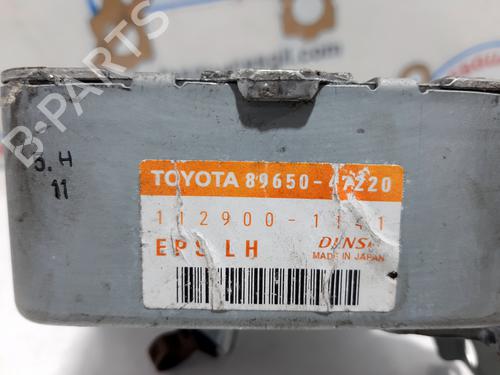 B-PARTS
5.H
11
TOYOTA 89650-47220
112900-1141
EPS LH DENSO
MADE IN JAPAN